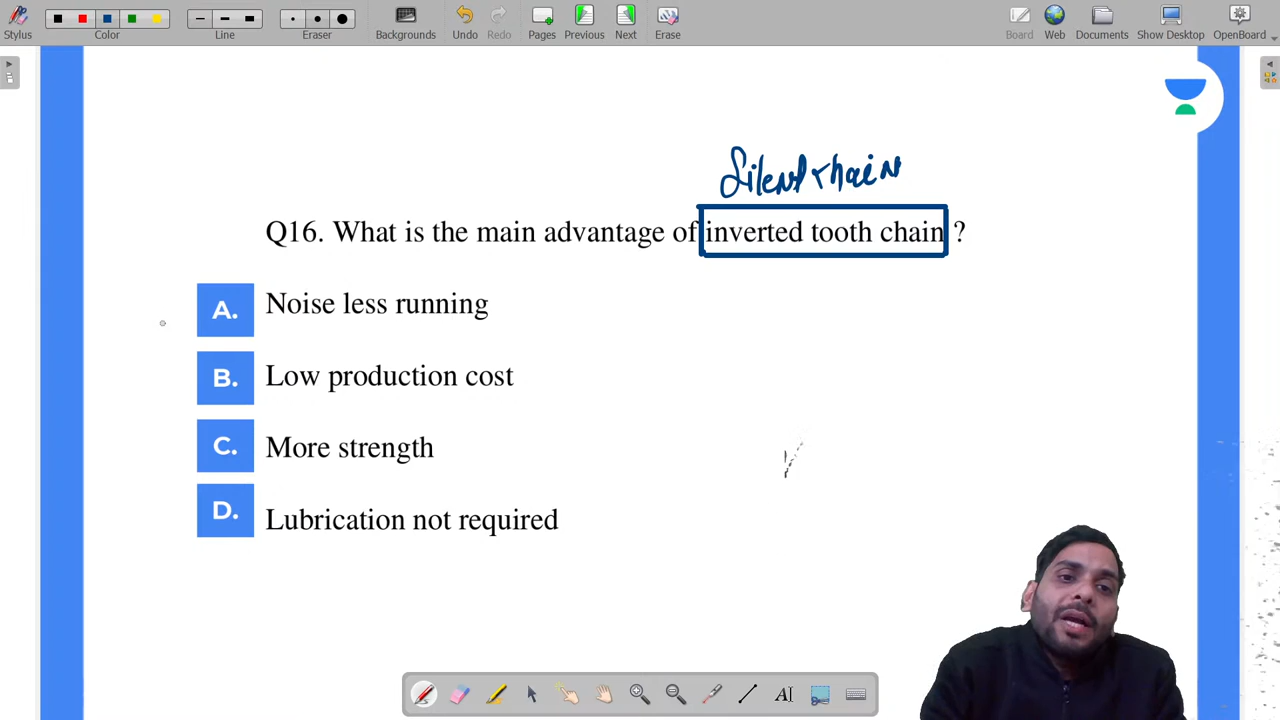 Stylus Color Line Eraser Backgrounds Undo Redo Pages Previous Next Erase Board Web Documents Show Desktop OpenBoard
Silent chain
Q16. What is the main advantage of inverted tooth chain ?
A. Noise less running
B. Low production cost
C. More strength
D. Lubrication not required
AI